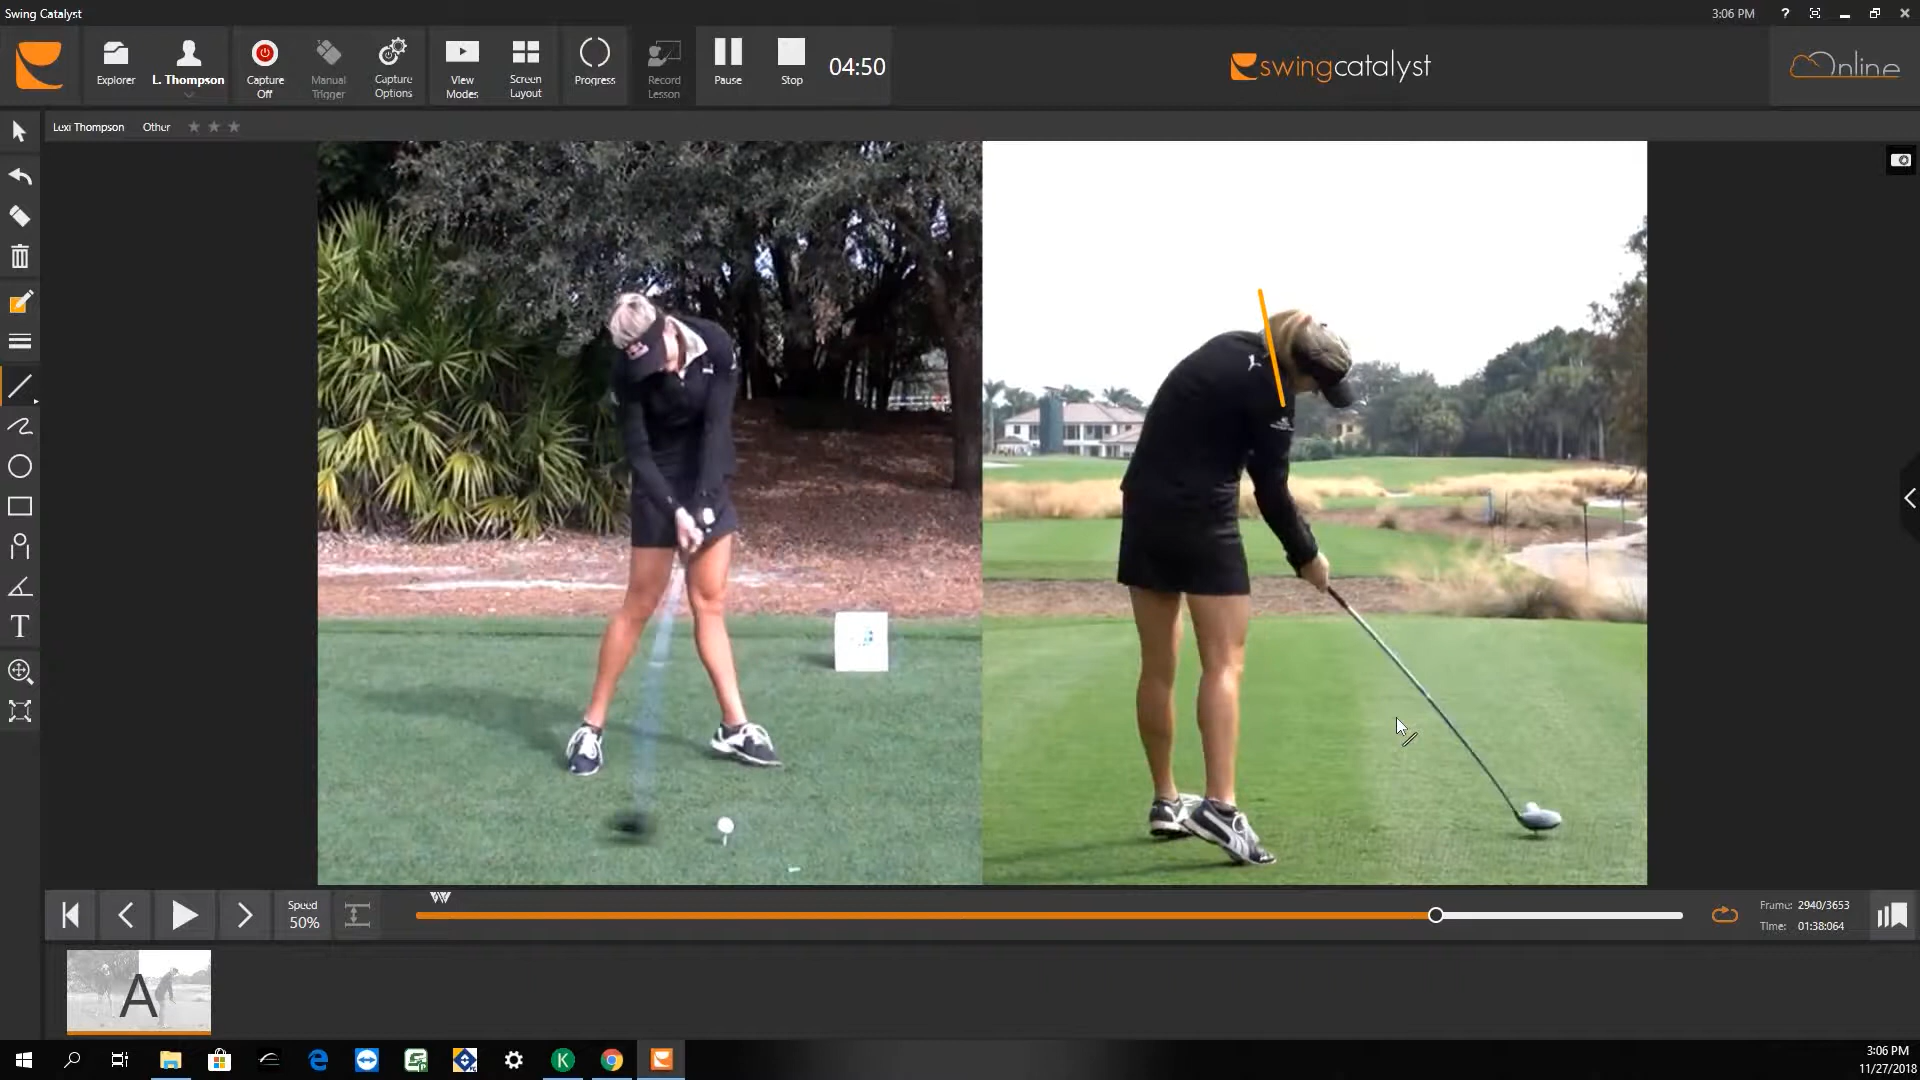 Swing Catalyst
3:06 PM
?
Explorer
L. Thompson
Capture
Off
Manual
Trigger
Capture
Options
View
Modes
Screen
Layout
Progress
Record
Lesson
Pause
Stop
04:50
swingcatalyst
Online
Lexi Thompson
Other
T
Speed
50%
Frame: 2940/3653
Time: 01:38:064
A
K
3:06 PM
11/27/2018